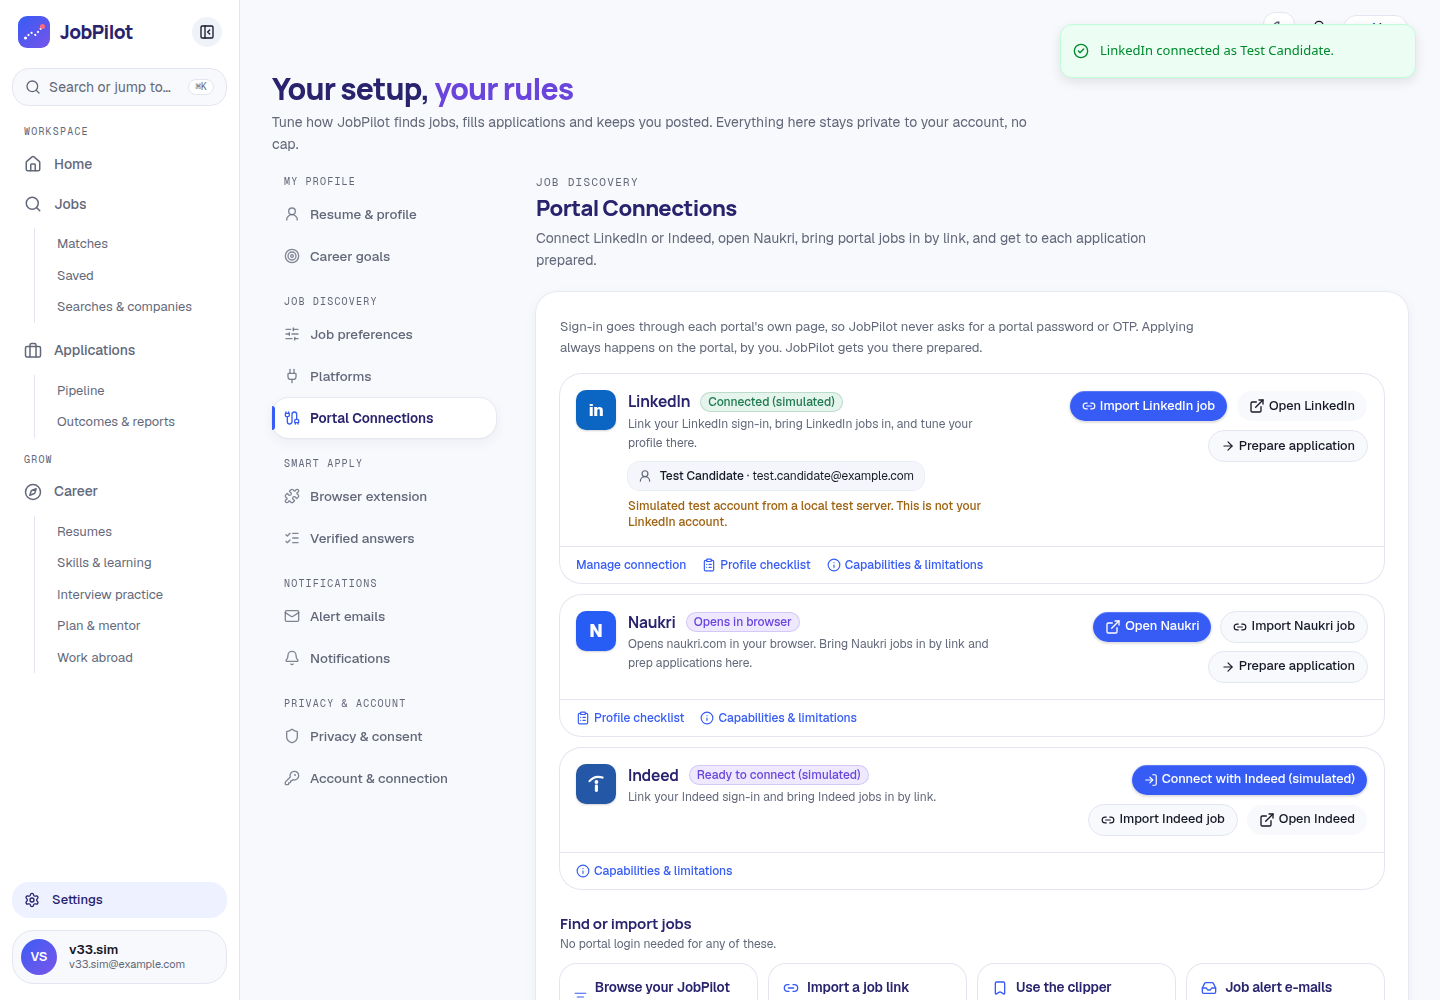 JobPilot
Search or jump to...
⌘K
WORKSPACE
Home
Jobs
Matches
Saved
Searches & companies
Applications
Pipeline
Outcomes & reports
GROW
Career
Resumes
Skills & learning
Interview practice
Plan & mentor
Work abroad
Settings
VS
v33.sim
v33.sim@example.com
LinkedIn connected as Test Candidate.
Your setup, your rules
Tune how JobPilot finds jobs, fills applications and keeps you posted. Everything here stays private to your account, no
cap.
MY PROFILE
Resume & profile
Career goals
JOB DISCOVERY
Job preferences
Platforms
Portal Connections
SMART APPLY
Browser extension
Verified answers
NOTIFICATIONS
Alert emails
Notifications
PRIVACY & ACCOUNT
Privacy & consent
Account & connection
JOB DISCOVERY
Portal Connections
Connect LinkedIn or Indeed, open Naukri, bring portal jobs in by link, and get to each application
prepared.
Sign-in goes through each portal's own page, so JobPilot never asks for a portal password or OTP. Applying
always happens on the portal, by you. JobPilot gets you there prepared.
in
LinkedIn
Connected (simulated)
Link your LinkedIn sign-in, bring LinkedIn jobs in, and tune your
profile there.
Test Candidate · test.candidate@example.com
Simulated test account from a local test server. This is not your
LinkedIn account.
Import LinkedIn job
Open LinkedIn
Prepare application
Manage connection
Profile checklist
Capabilities & limitations
N
Naukri
Opens in browser
Opens naukri.com in your browser. Bring Naukri jobs in by link and
prep applications here.
Open Naukri
Import Naukri job
Prepare application
Profile checklist
Capabilities & limitations
Indeed
Ready to connect (simulated)
Link your Indeed sign-in and bring Indeed jobs in by link.
Connect with Indeed (simulated)
Import Indeed job
Open Indeed
Capabilities & limitations
Find or import jobs
No portal login needed for any of these.
Browse your JobPilot
Import a job link
Use the clipper
Job alert e-mails